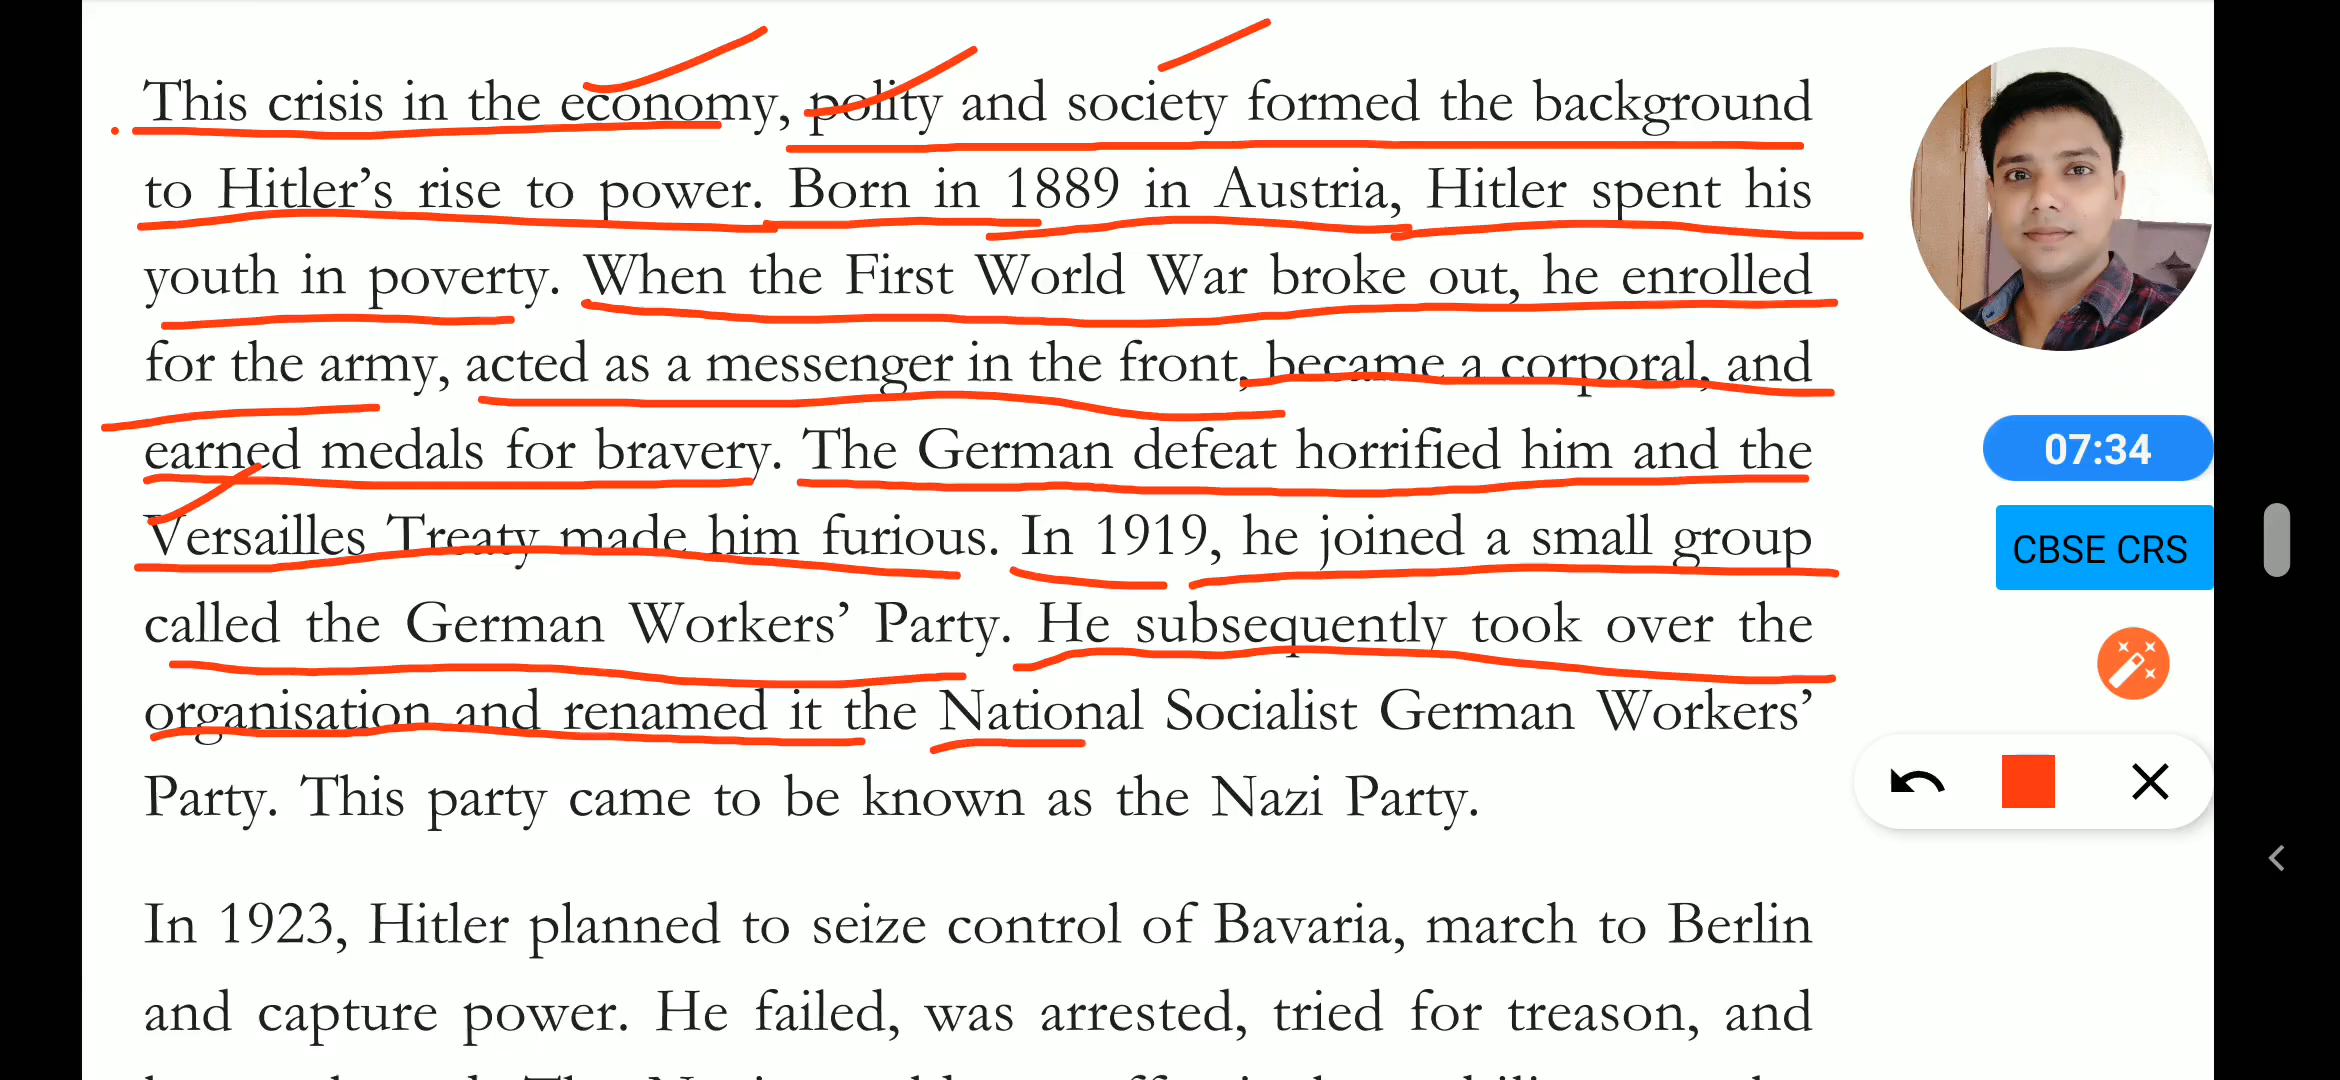 This crisis in the economy, polity and society formed the background
to Hitler’s rise to power. Born in 1889 in Austria, Hitler spent his
youth in poverty. When the First World War broke out, he enrolled
for the army, acted as a messenger in the front, became a corporal, and
earned medals for bravery. The German defeat horrified him and the
Versailles Treaty made him furious. In 1919, he joined a small group
called the German Workers’ Party. He subsequently took over the
organisation and renamed it the National Socialist German Workers’
Party. This party came to be known as the Nazi Party.
In 1923, Hitler planned to seize control of Bavaria, march to Berlin
and capture power. He failed, was arrested, tried for treason, and
07:34
CBSE CRS